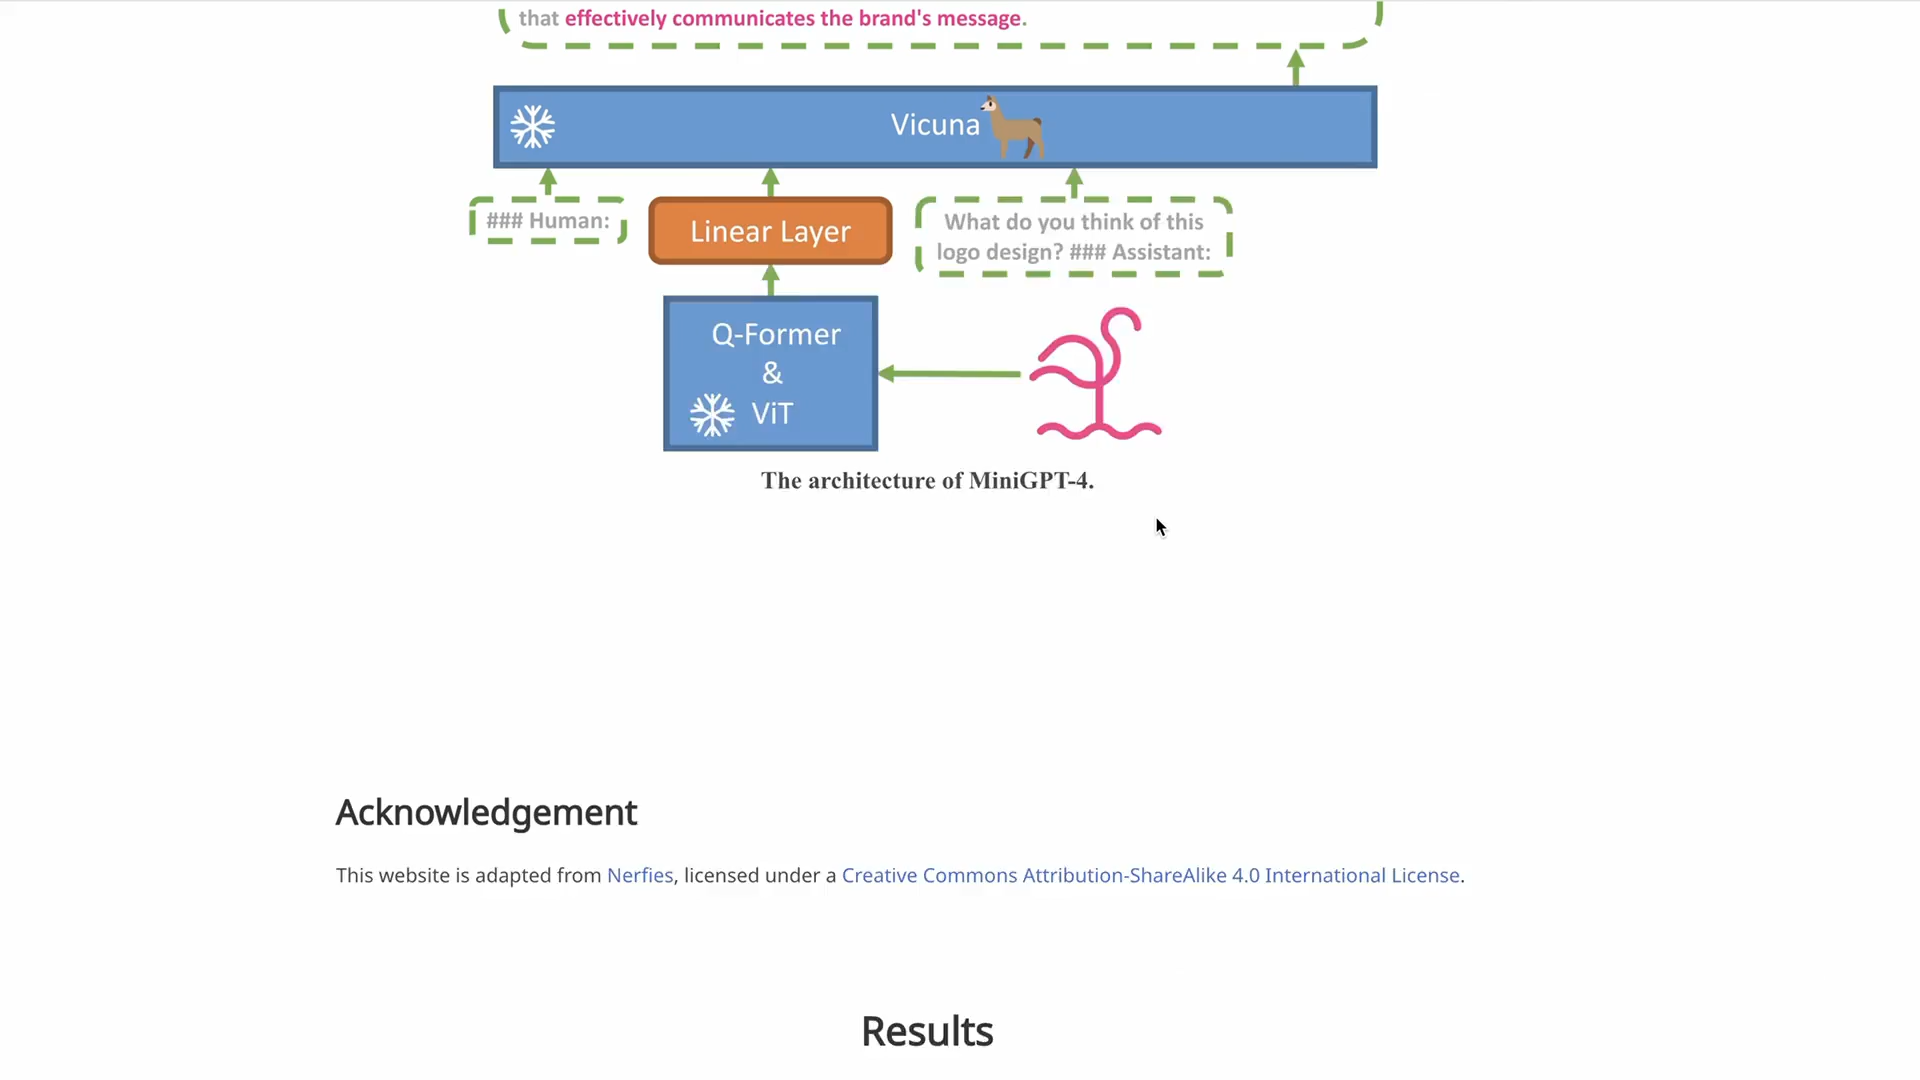 that effectively communicates the brand's message.
Vicuna
### Human:
Linear Layer
What do you think of this
logo design? ### Assistant:
Q-Former
&
ViT
The architecture of MiniGPT-4.
Acknowledgement
This website is adapted from Nerfies, licensed under a Creative Commons Attribution-ShareAlike 4.0 International License.
Results